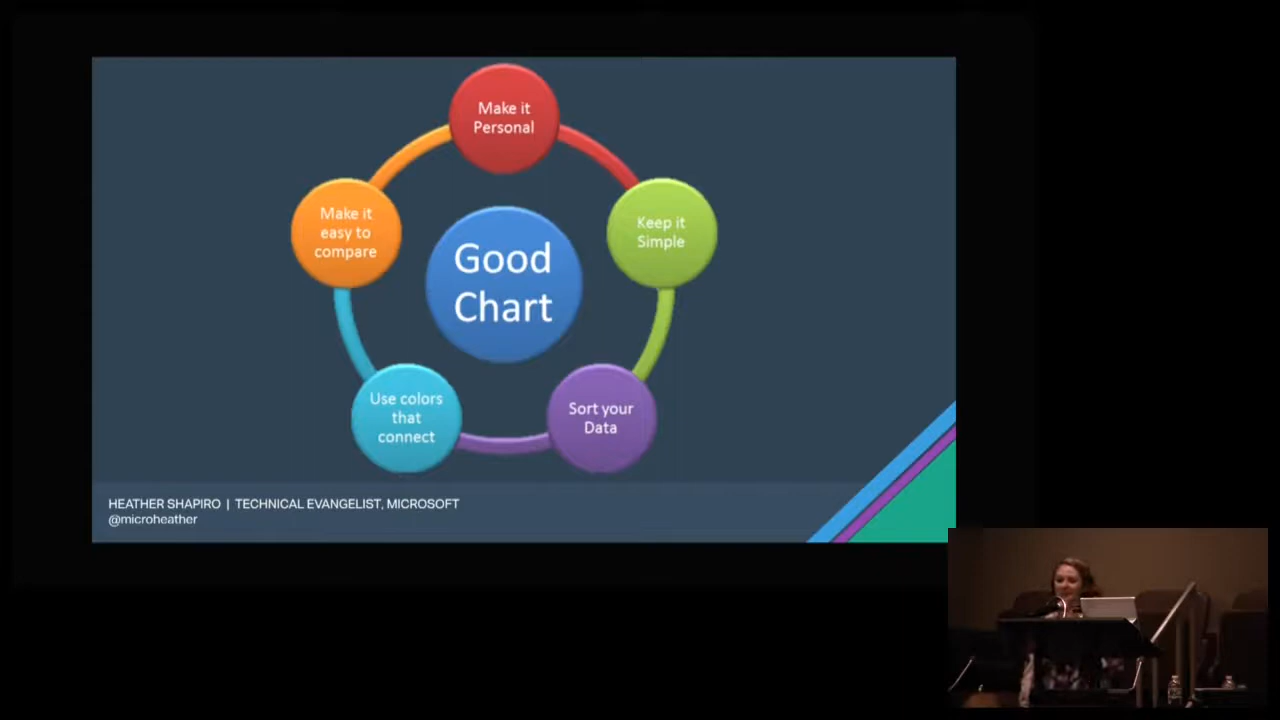 Make it
Personal
Keep it
Simple
Sort your
Data
Use colors
that
connect
Make it
easy to
compare
Good
Chart
HEATHER SHAPIRO | TECHNICAL EVANGELIST, MICROSOFT
@microheather